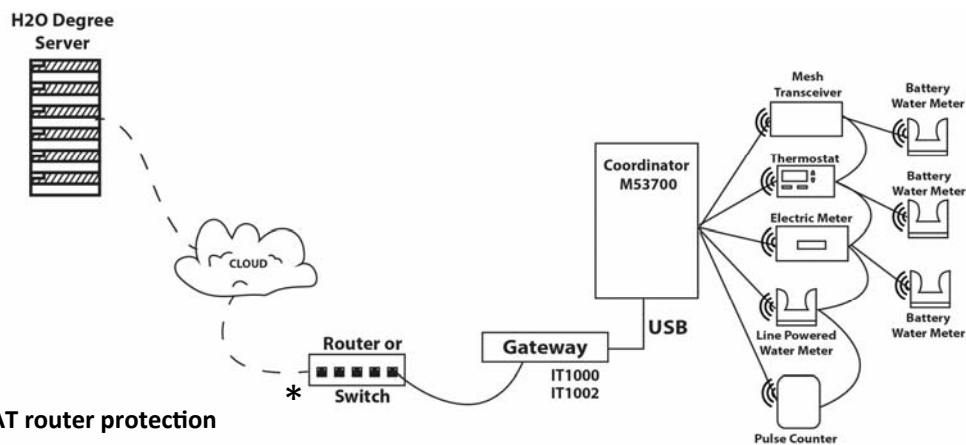 H2O Degree
Server
CLOUD
*
Router or
Switch
Gateway
IT1000
IT1002
USB
Coordinator
M53700
Mesh
Transceiver
Thermostat
Electric Meter
Line Powered
Water Meter
Pulse Counter
Battery
Water Meter
Battery
Water Meter
Battery
Water Meter
AT router protection